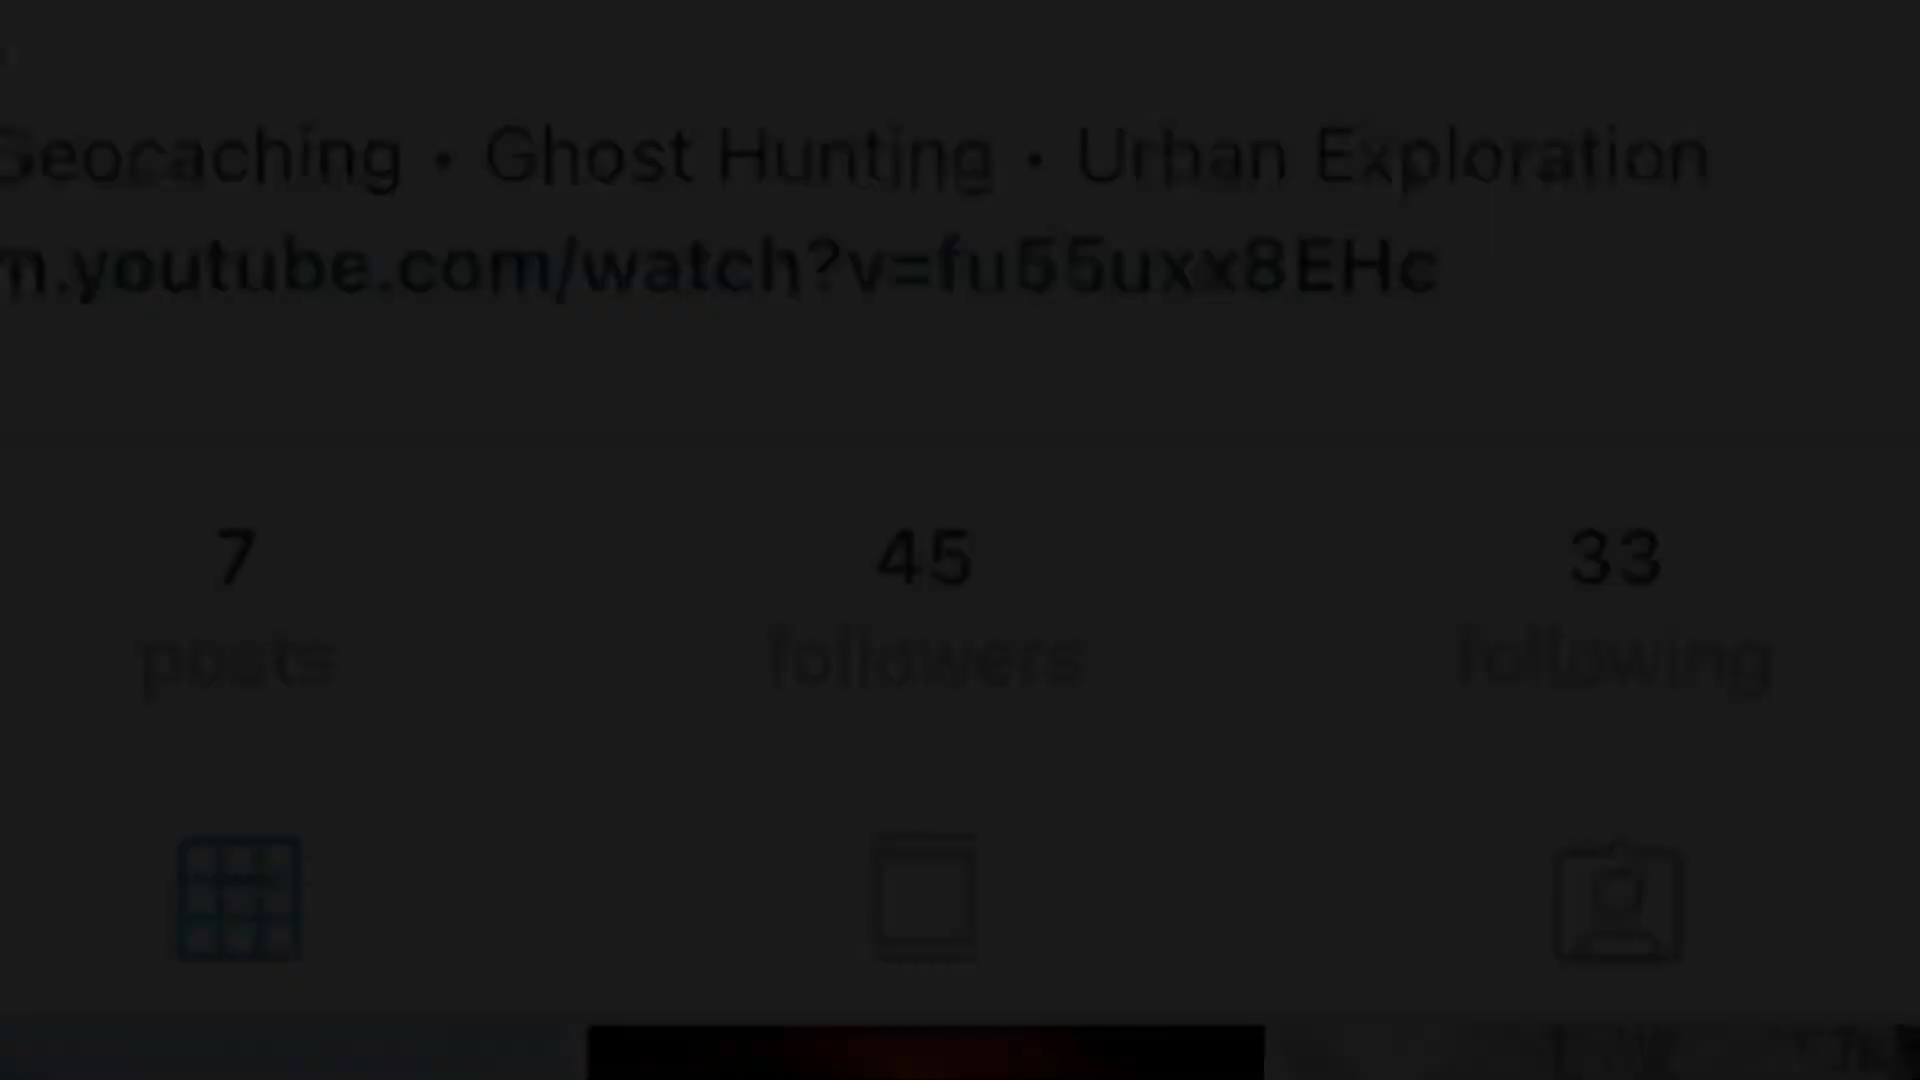 Geocaching • Ghost Hunting • Urban Exploration
m.youtube.com/watch?v=fu55uxx8EHc
7 45 33
posts followers following